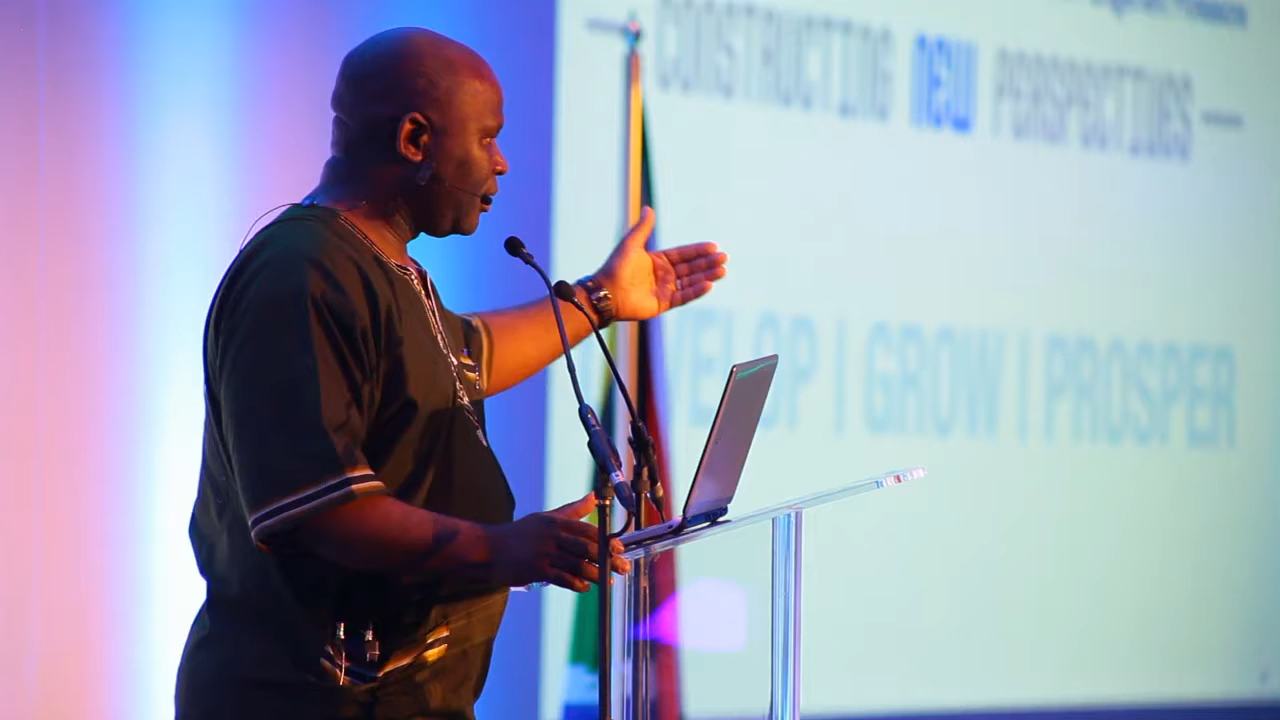 CONSTRUCTING NEW PERSPECTIVES
VELOP | GROW | PROSPER